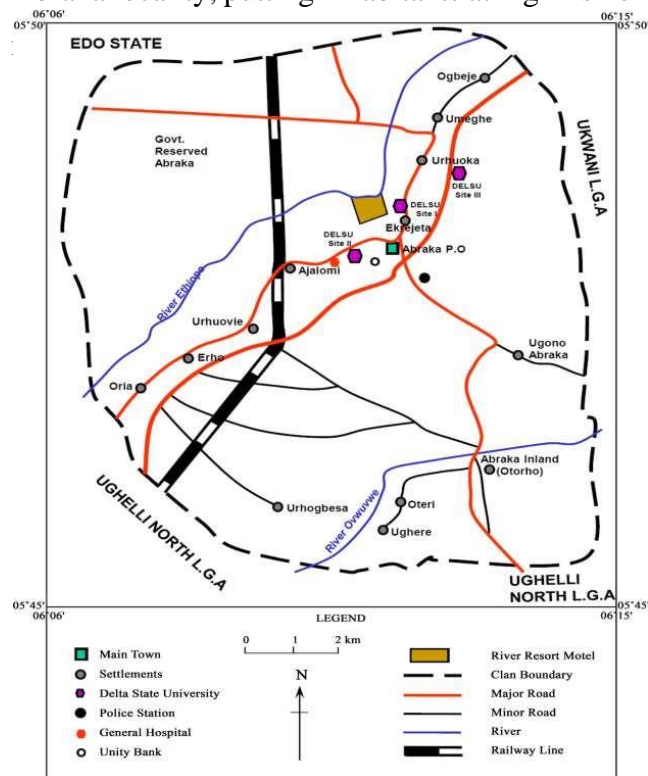 06°06'
06°15'
05°50'
05°50'
EDO STATE
Ogbeje
Umeghe
UKWANI L.G.A
Govt.
Reserved
Abraka
Urhuoka
DELSU
Site III
DELSU
Site I
Ekrejeta
DELSU
Site II
Abraka P.O
Ajalomi
River Ethiope
Urhuovie
Erho
Ugono
Abraka
Oria
Abraka Inland
(Otorho)
UGHELLI NORTH L.G.A
Urhogbesa
Oteri
River Ovwuvwe
Ughere
UGHELLI
NORTH L.G.A
05°45'
05°45'
06°06'
06°15'
LEGEND
0 1 2 km
N
Main Town
Settlements
Delta State University
Police Station
General Hospital
Unity Bank
River Resort Motel
Clan Boundary
Major Road
Minor Road
River
Railway Line